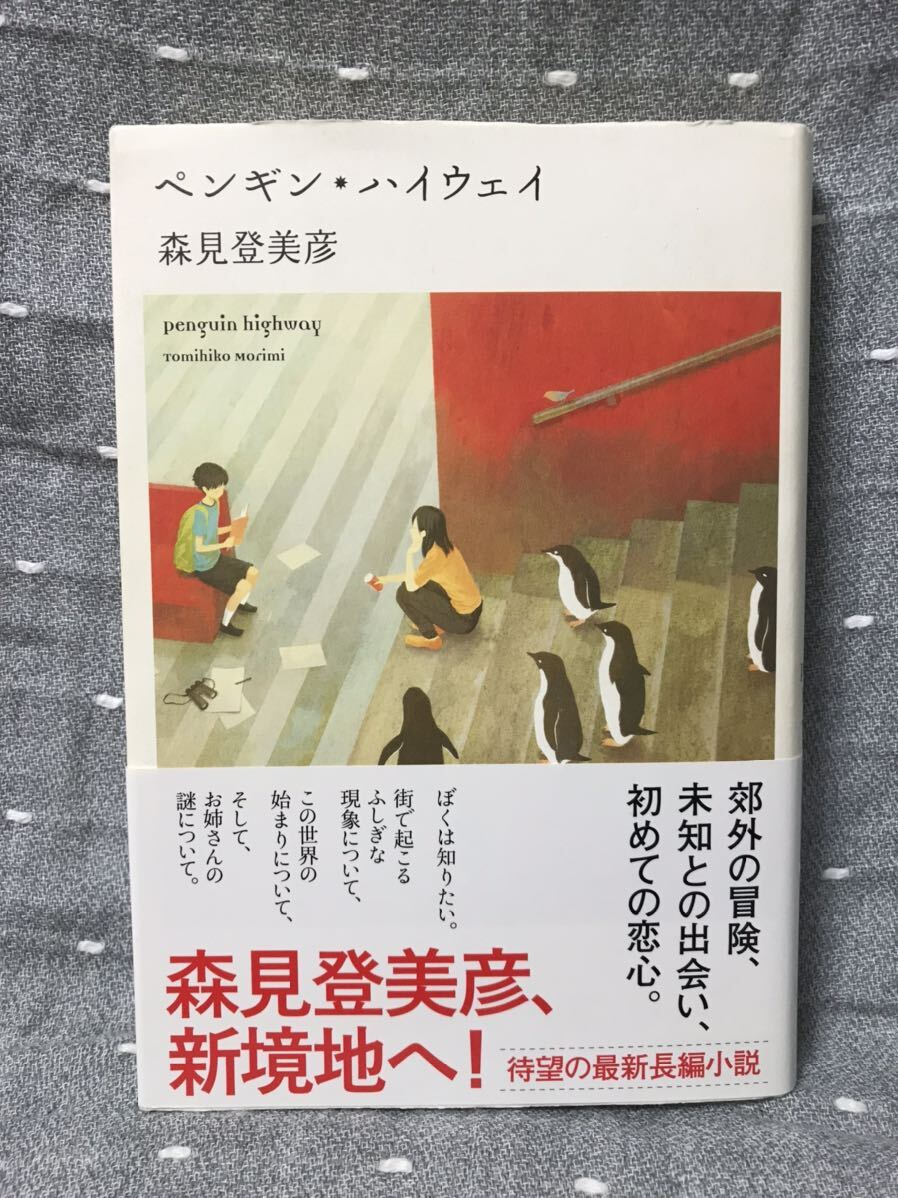 ペンギン・ハイウェイ
森見登美彦
penguin highway
Tomihiko Morimi
郊外の冒険、
未知との出会い、
初めての恋心。
ぼくは知りたい。
街で起こる
ふしぎな
現象について、
この世界の
始まりについて、
そして、
お姉さんの
謎について。
森見登美彦、
新境地へ!
待望の最新長編小説